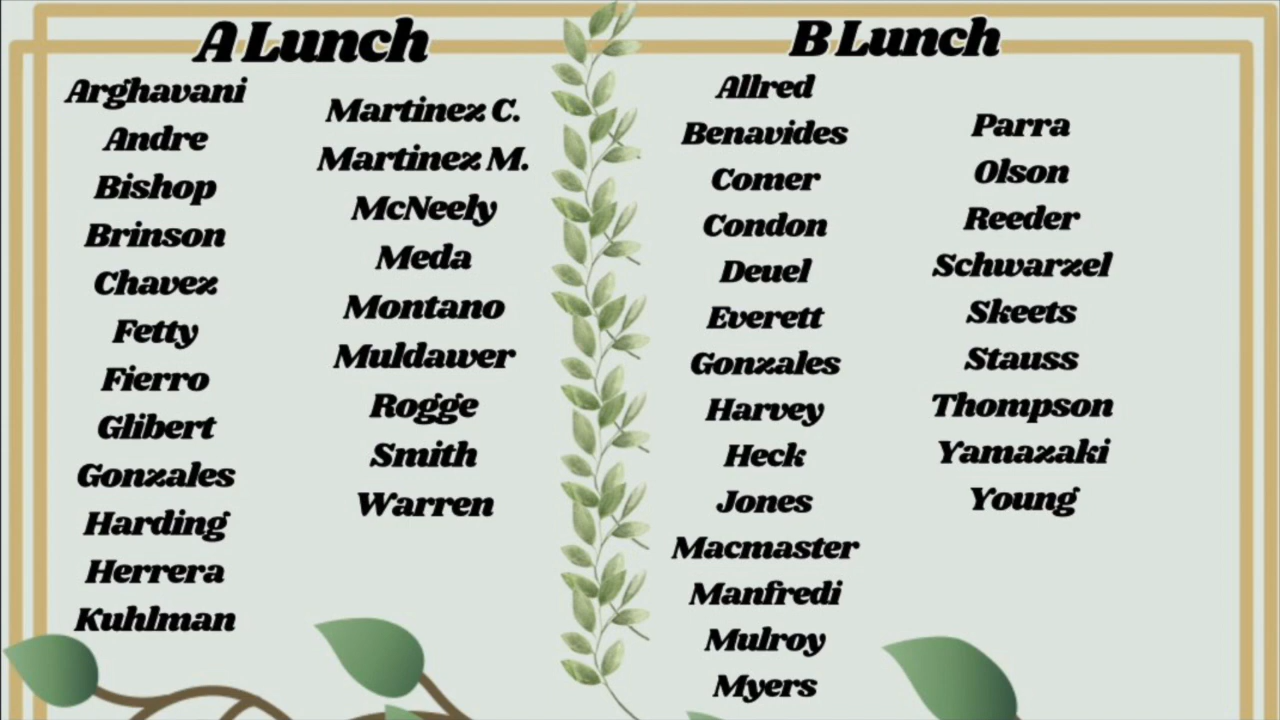 A Lunch
Arghavani
Andre
Bishop
Brinson
Chavez
Fetty
Fierro
Glibert
Gonzales
Harding
Herrera
Kuhlman
Martinez C.
Martinez M.
McNeely
Meda
Montano
Muldawer
Rogge
Smith
Warren
B Lunch
Allred
Benavides
Comer
Condon
Deuel
Everett
Gonzales
Harvey
Heck
Jones
Macmaster
Manfredi
Mulroy
Myers
Parra
Olson
Reeder
Schwarzel
Skeets
Stauss
Thompson
Yamazaki
Young